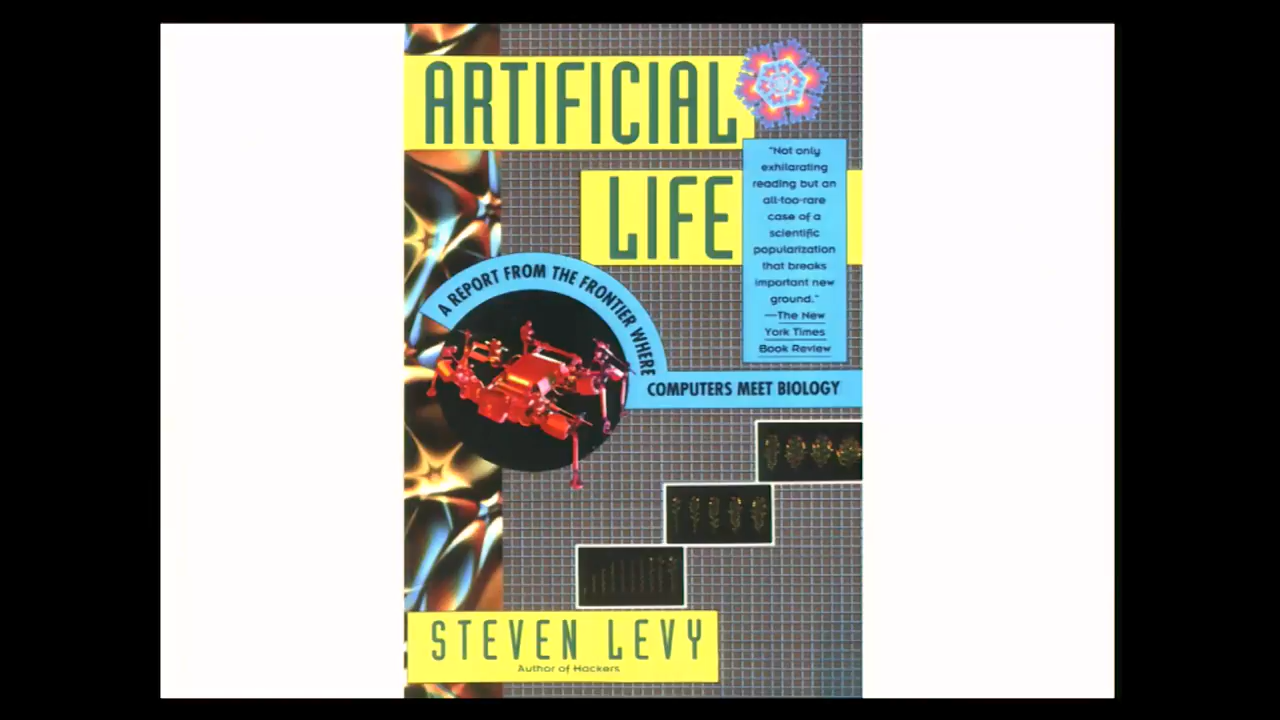 ARTIFICIAL
LIFE
"Not only
exhilarating
reading but an
all-too-rare
case of a
scientific
popularization
that breaks
important new
ground."
—The New
York Times
Book Review
A REPORT FROM THE FRONTIER WHERE
COMPUTERS MEET BIOLOGY
STEVEN LEVY
Author of Hackers